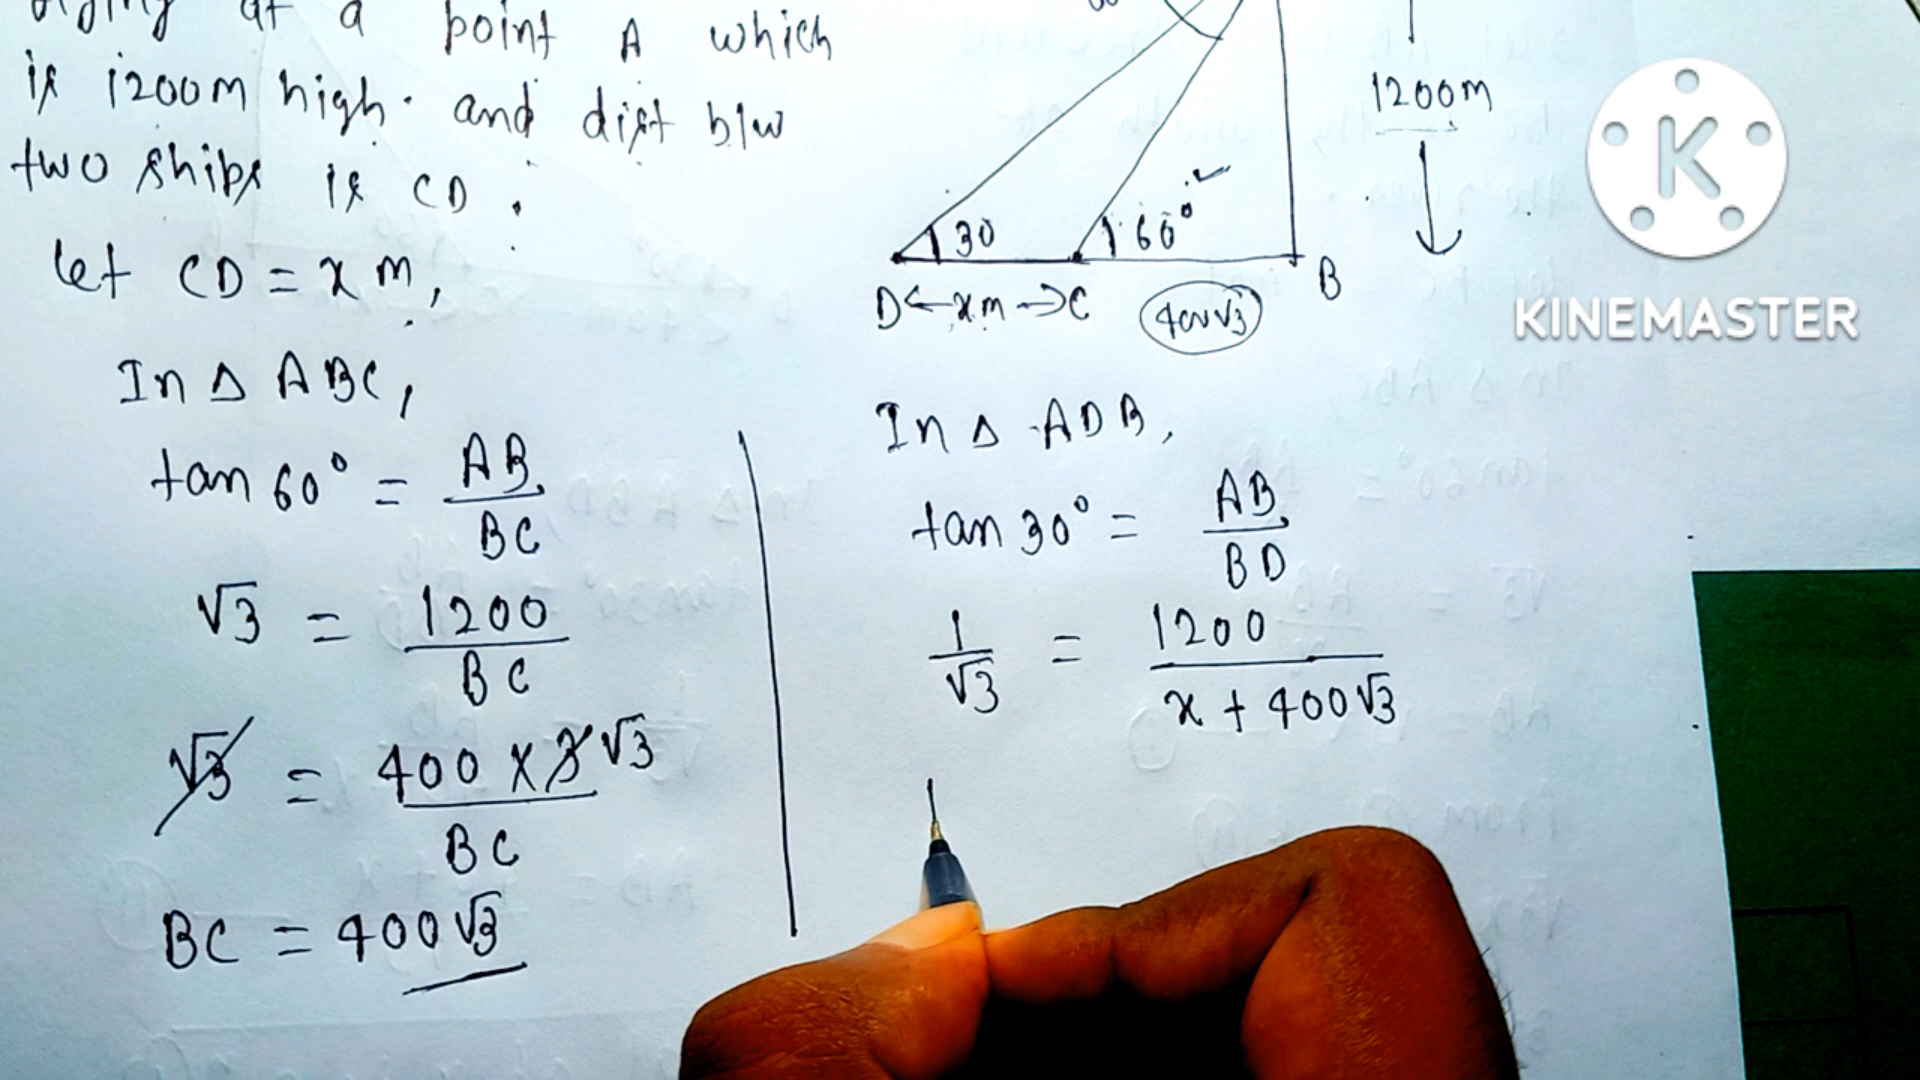 at a point A which
is 1200m high. and dist b/w
two ships is CD.
let CD = x m,
In △ ABC,
tan 60° = AB/BC
√3 = 1200/BC
√3 = 400 × 3 √3/BC
BC = 400√3
1200m
30
60°
D ← x m → C
400√3
B
In △ ADB,
tan 30° = AB/BD
1/√3 = 1200/x + 400√3
K
KINEMASTER